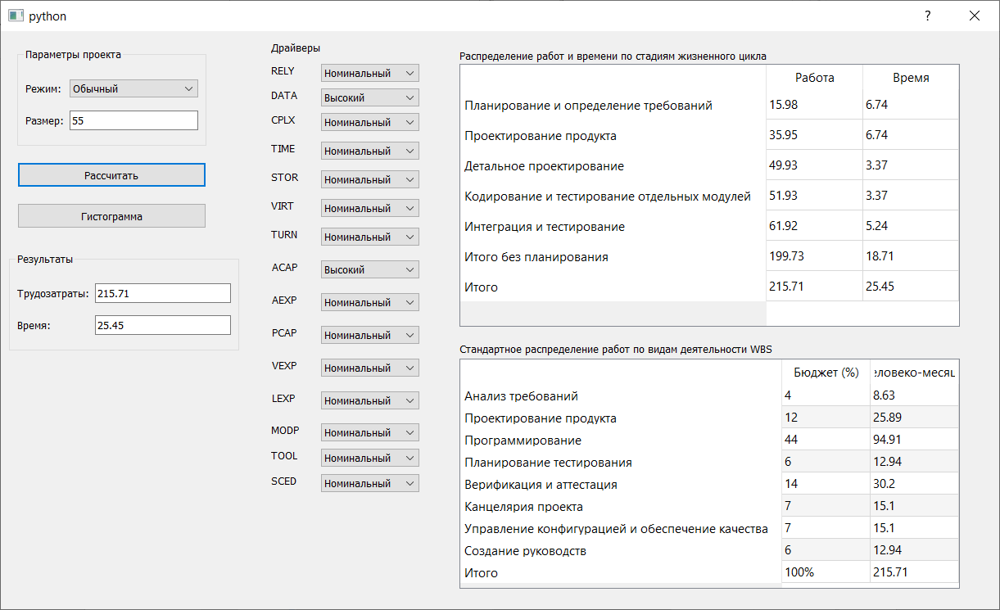 python
?
Параметры проекта
Режим: Обычный
Размер: 55
Рассчитать
Гистограмма
Результаты
Трудозатраты: 215.71
Время: 25.45
Драйверы
RELY Номинальный
DATA Высокий
CPLX Номинальный
TIME Номинальный
STOR Номинальный
VIRT Номинальный
TURN Номинальный
ACAP Высокий
AEXP Номинальный
PCAP Номинальный
VEXP Номинальный
LEXP Номинальный
MODP Номинальный
TOOL Номинальный
SCED Номинальный
Распределение работ и времени по стадиям жизненного цикла
Работа Время
Планирование и определение требований 15.98 6.74
Проектирование продукта 35.95 6.74
Детальное проектирование 49.93 3.37
Кодирование и тестирование отдельных модулей 51.93 3.37
Интеграция и тестирование 61.92 5.24
Итого без планирования 199.73 18.71
Итого 215.71 25.45
Стандартное распределение работ по видам деятельности WBS
Бюджет (%) еловеко-месяц
Анализ требований 4 8.63
Проектирование продукта 12 25.89
Программирование 44 94.91
Планирование тестирования 6 12.94
Верификация и аттестация 14 30.2
Канцелярия проекта 7 15.1
Управление конфигурацией и обеспечение качества 7 15.1
Создание руководств 6 12.94
Итого 100% 215.71